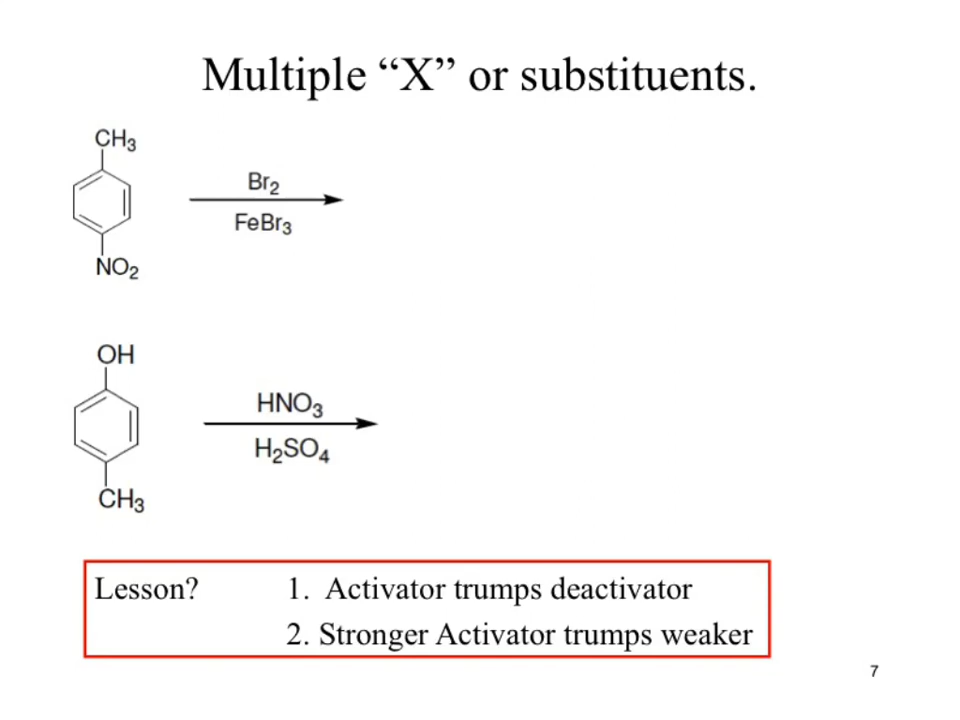 Multiple “X” or substituents.
CH3
Br2
FeBr3
NO2
OH
HNO3
H2SO4
CH3
Lesson? 1. Activator trumps deactivator
2. Stronger Activator trumps weaker
7